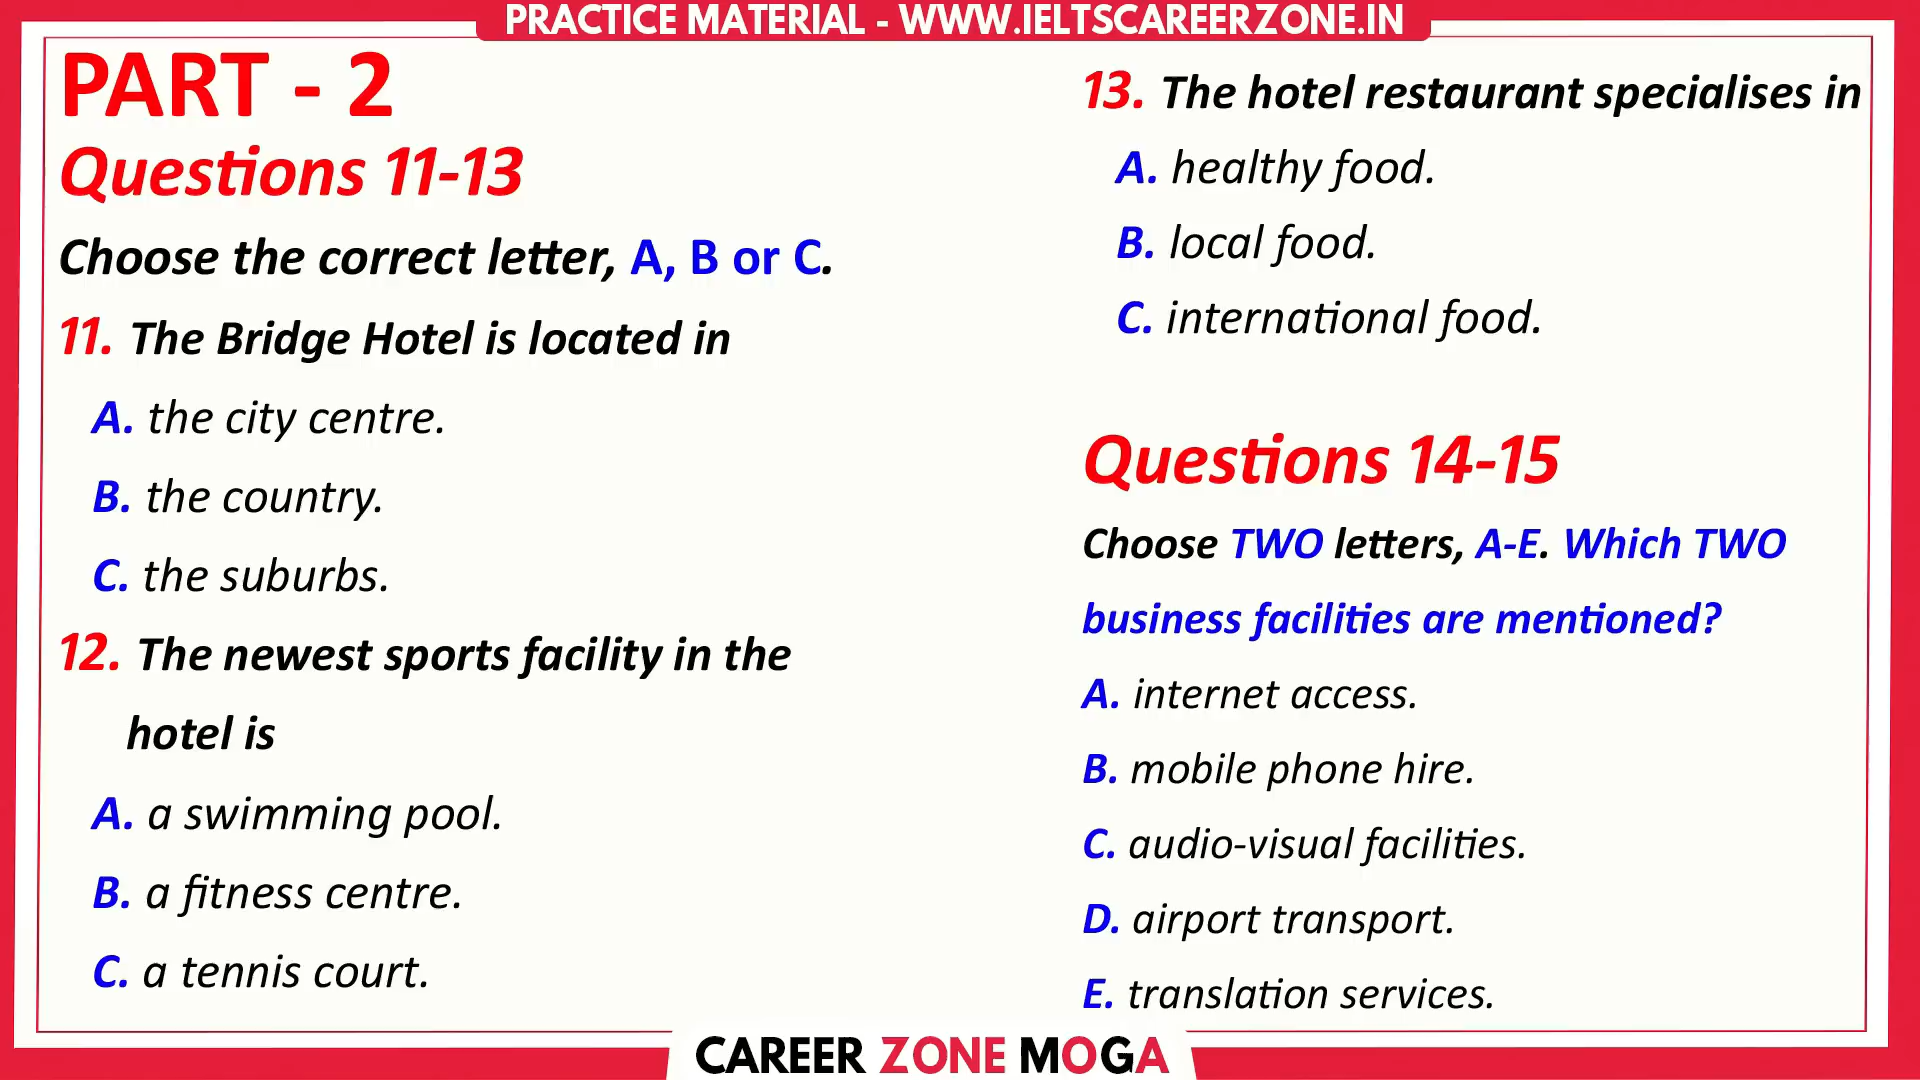 PRACTICE MATERIAL - WWW.IELTSCAREERZONE.IN
PART - 2
Questions 11-13
Choose the correct letter, A, B or C.
11. The Bridge Hotel is located in
A. the city centre.
B. the country.
C. the suburbs.
12. The newest sports facility in the
hotel is
A. a swimming pool.
B. a fitness centre.
C. a tennis court.
13. The hotel restaurant specialises in
A. healthy food.
B. local food.
C. international food.
Questions 14-15
Choose TWO letters, A-E. Which TWO
business facilities are mentioned?
A. internet access.
B. mobile phone hire.
C. audio-visual facilities.
D. airport transport.
E. translation services.
CAREER ZONE MOGA